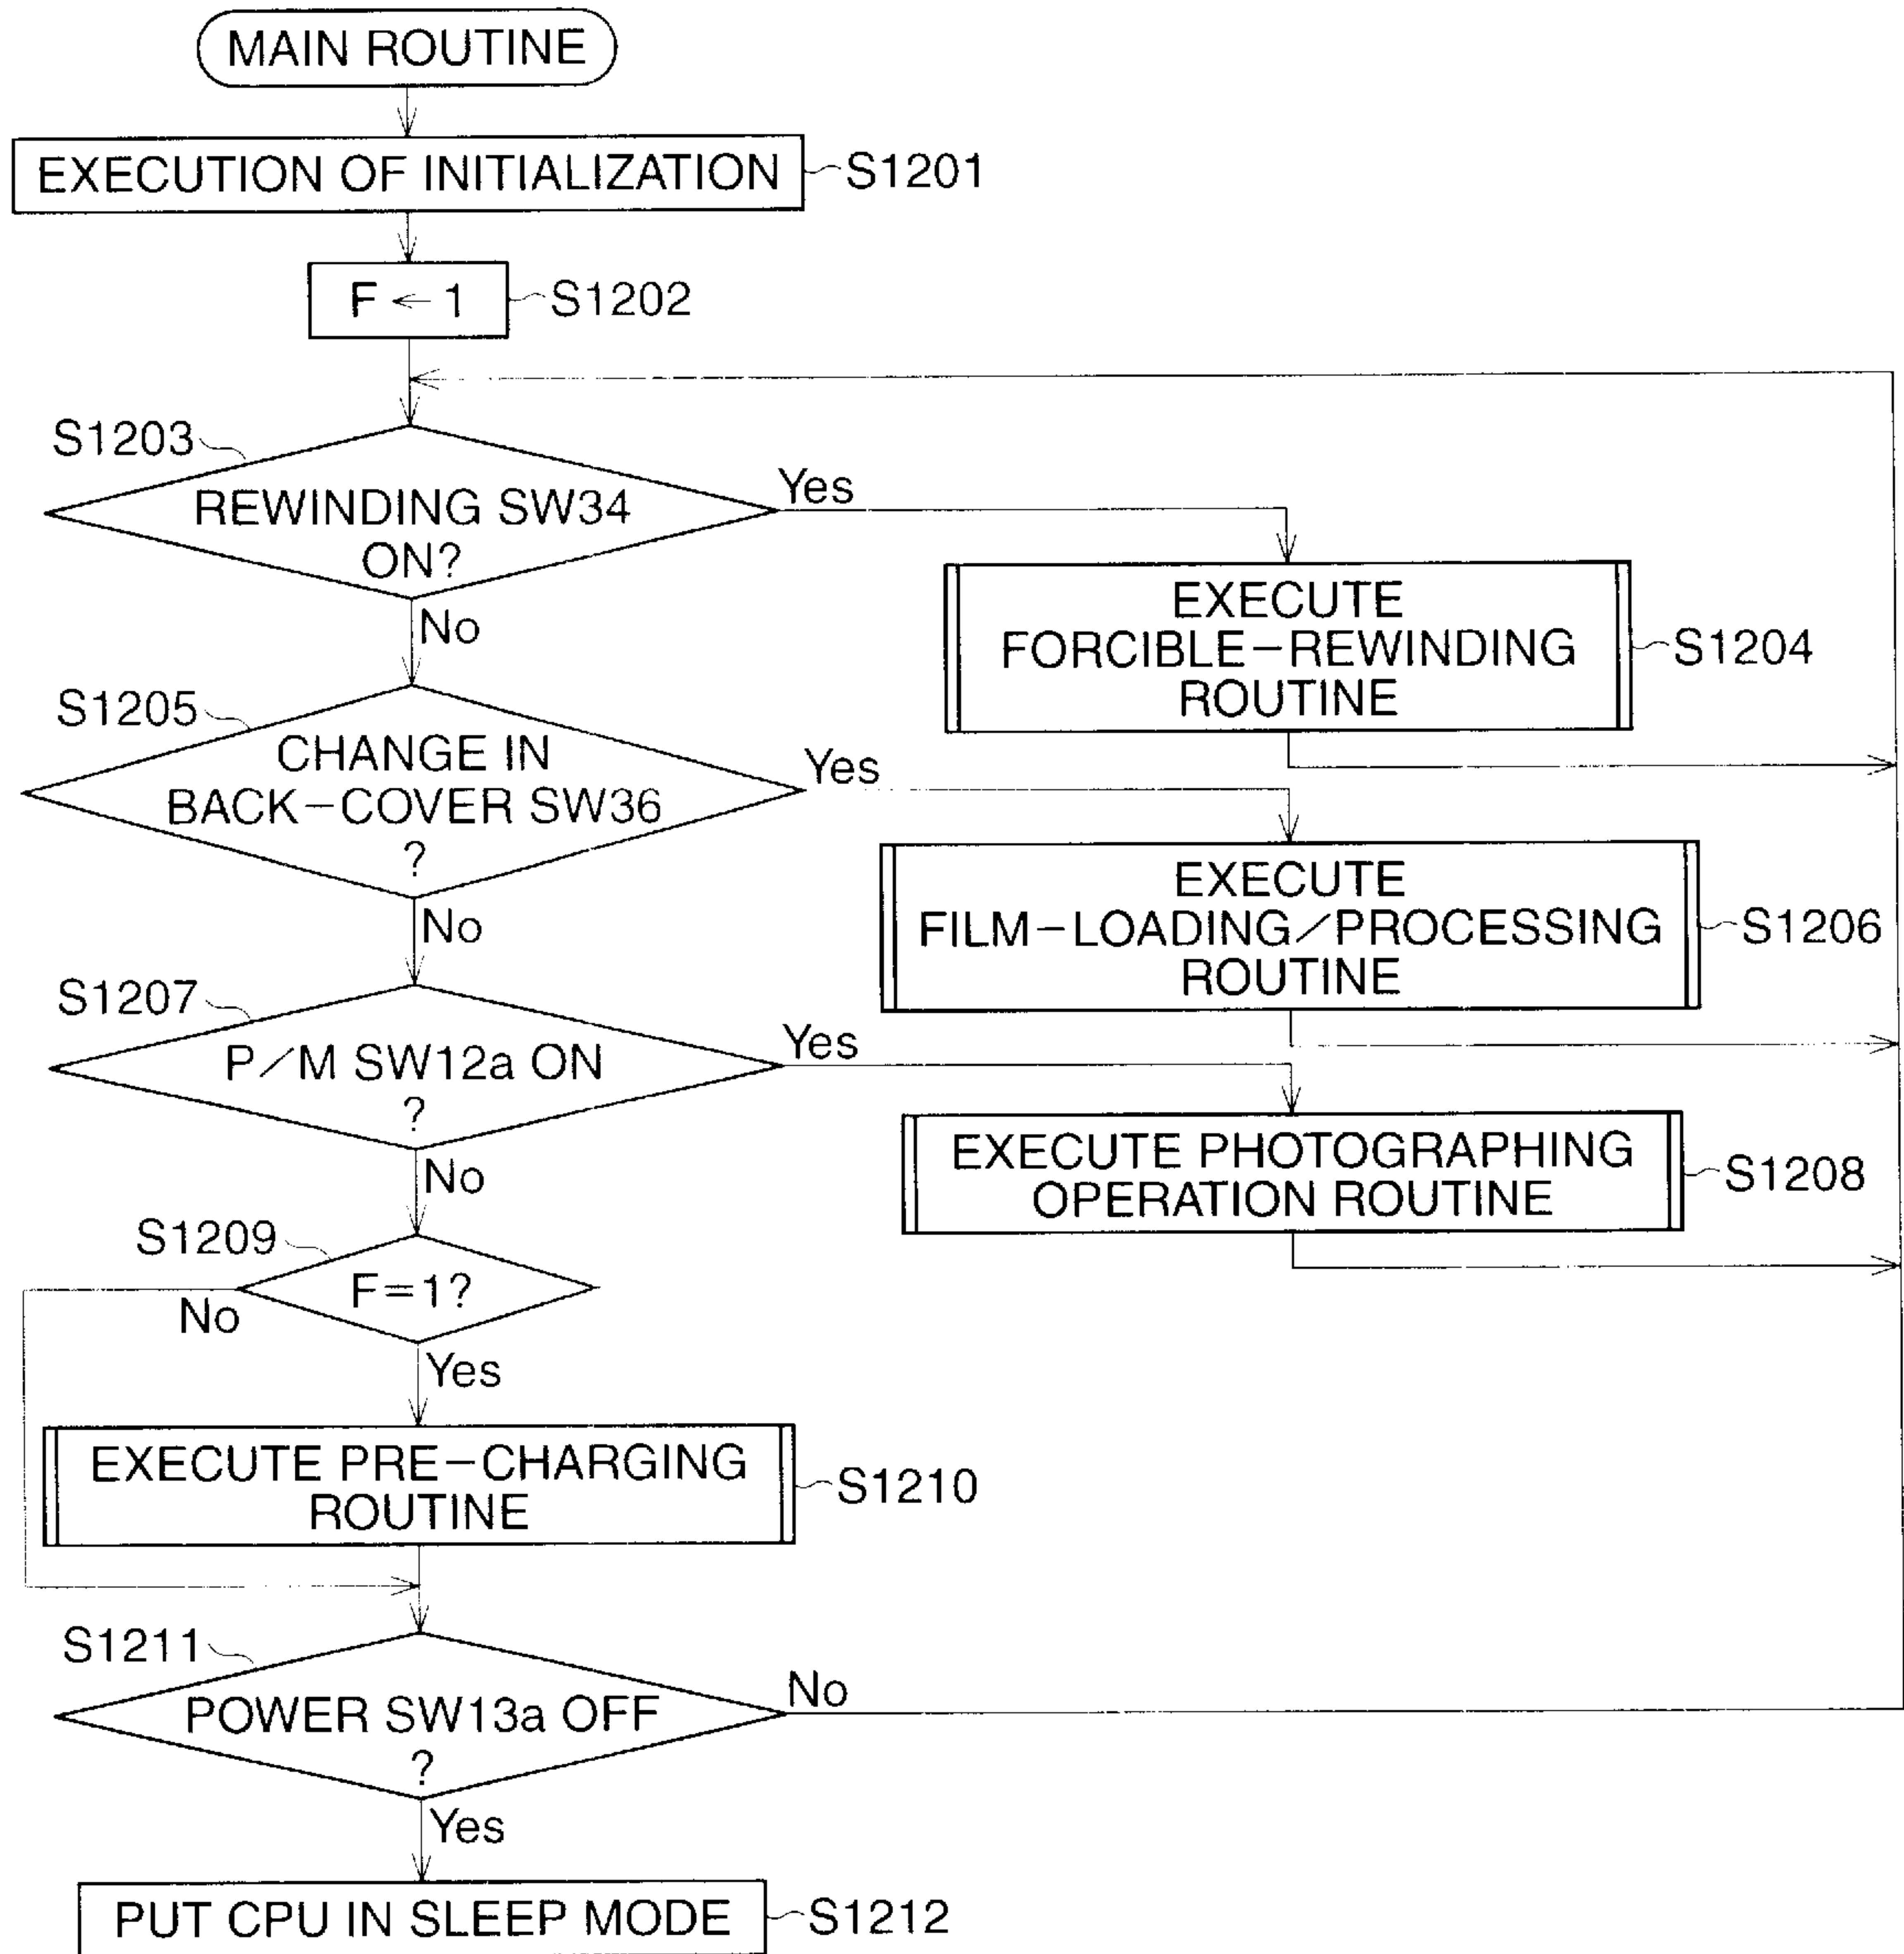 MAIN ROUTINE
EXECUTION OF INITIALIZATION
S1201
F ← 1
S1202
S1203
REWINDING SW34
ON?
Yes
No
EXECUTE
FORCIBLE-REWINDING
ROUTINE
S1204
S1205
CHANGE IN
BACK-COVER SW36
?
Yes
No
EXECUTE
FILM-LOADING/PROCESSING
ROUTINE
S1206
S1207
P/M SW12a ON
?
Yes
No
EXECUTE PHOTOGRAPHING
OPERATION ROUTINE
S1208
S1209
F=1?
No
Yes
EXECUTE PRE-CHARGING
ROUTINE
S1210
S1211
POWER SW13a OFF
?
No
Yes
PUT CPU IN SLEEP MODE
S1212